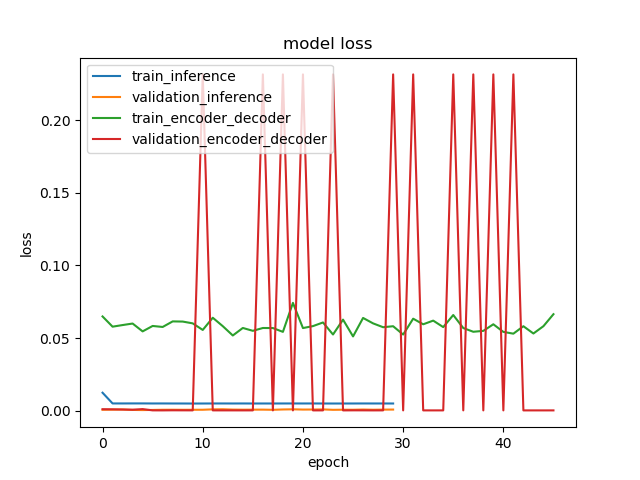 model loss
train_inference
validation_inference
train_encoder_decoder
validation_encoder_decoder
loss
0.20
0.15
0.10
0.05
0.00
0 10 20 30 40
epoch